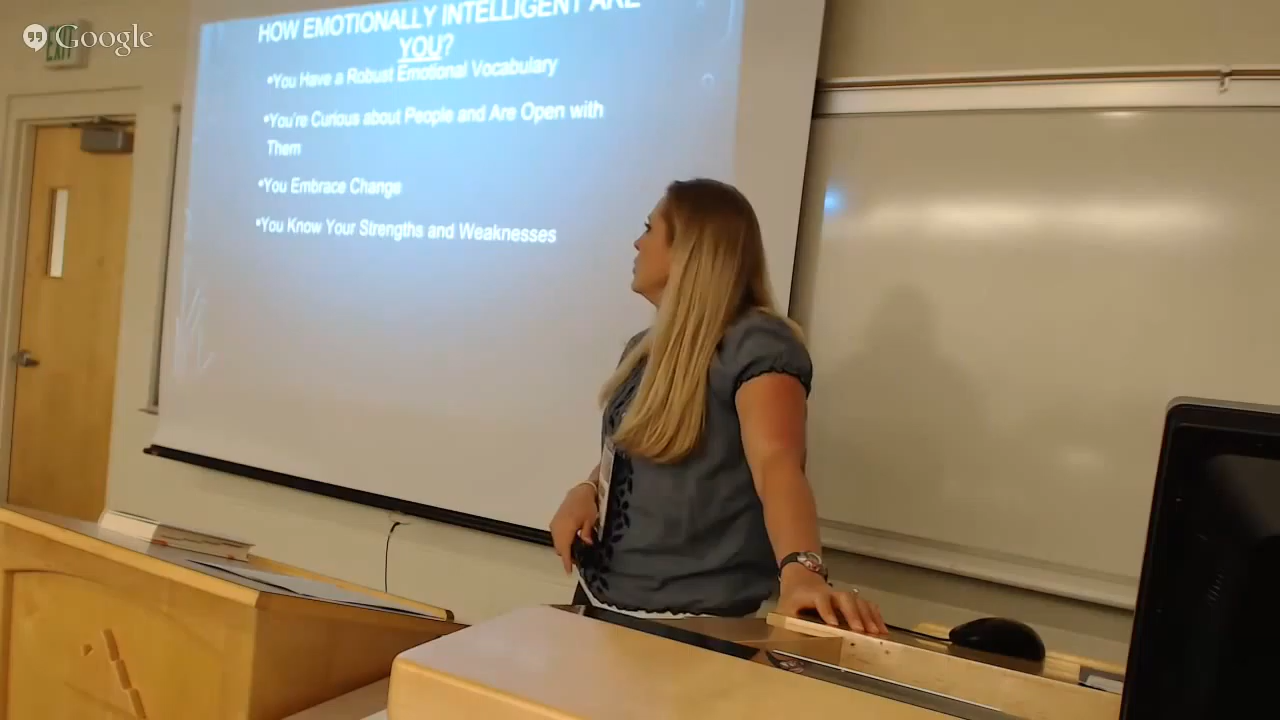 Google
EXIT
HOW EMOTIONALLY INTELLIGENT ARE
YOU?
•You Have a Robust Emotional Vocabulary
•You're Curious about People and Are Open with
Them
•You Embrace Change
•You Know Your Strengths and Weaknesses